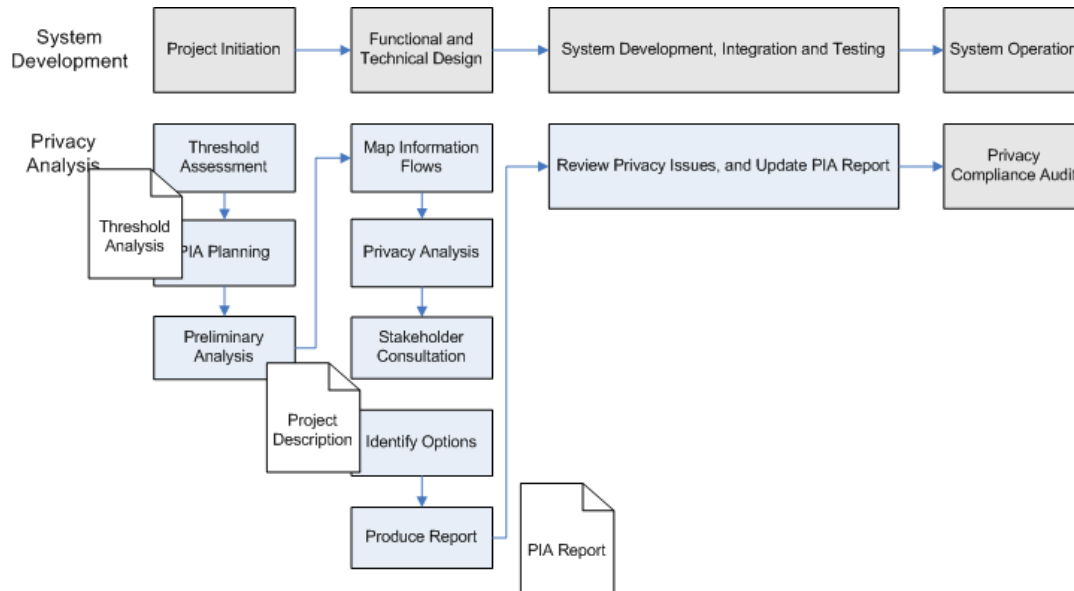 System
Development
Project Initiation
Functional and
Technical Design
System Development, Integration and Testing
System Operation
Privacy
Analysis
Threshold
Assessment
Map Information
Flows
Review Privacy Issues, and Update PIA Report
Privacy
Compliance Audit
Threshold
Analysis
PIA Planning
Privacy Analysis
Preliminary
Analysis
Stakeholder
Consultation
Project
Description
Identify Options
Produce Report
PIA Report